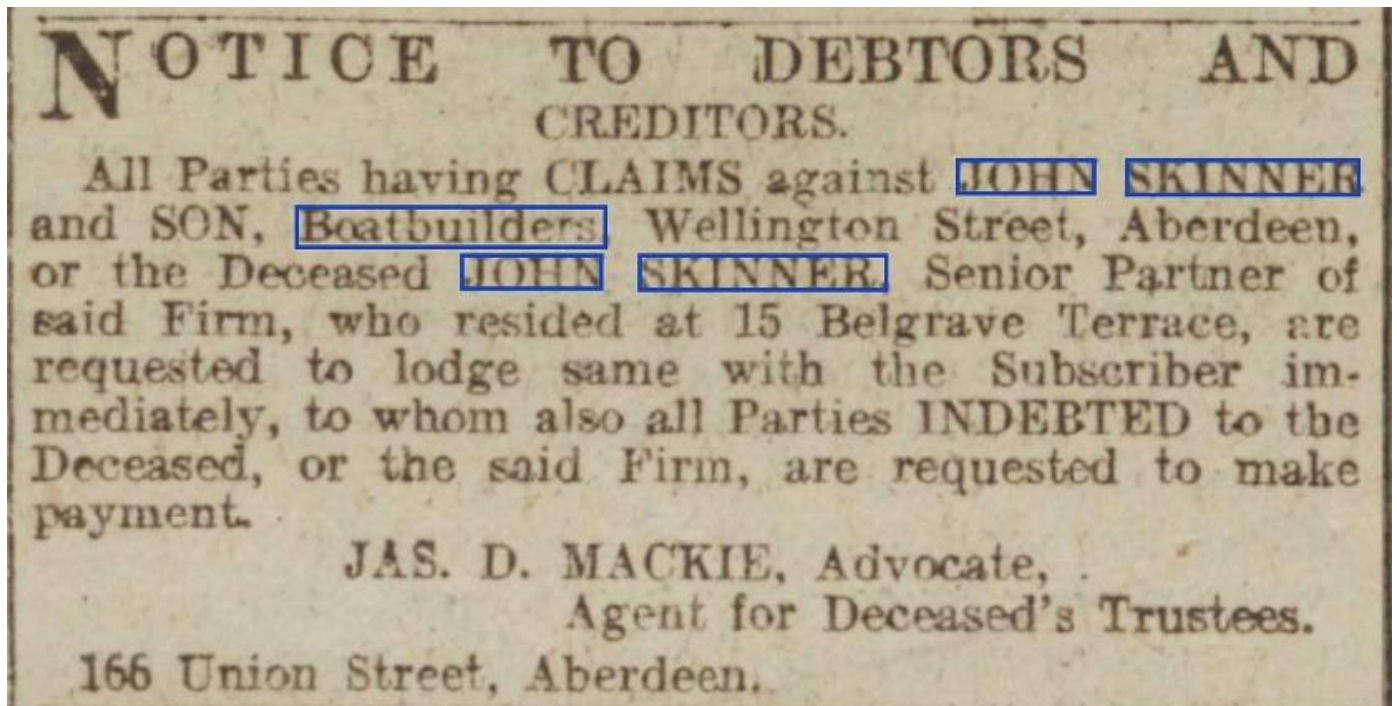 NOTICE TO DEBTORS AND
CREDITORS.
All Parties having CLAIMS against JOHN SKINNER
and SON, Boatbuilders, Wellington Street, Aberdeen,
or the Deceased JOHN SKINNER, Senior Partner of
said Firm, who resided at 15 Belgrave Terrace, are
requested to lodge same with the Subscriber im-
mediately, to whom also all Parties INDEBTED to the
Deceased, or the said Firm, are requested to make
payment.
JAS. D. MACKIE, Advocate,
Agent for Deceased's Trustees.
166 Union Street, Aberdeen.